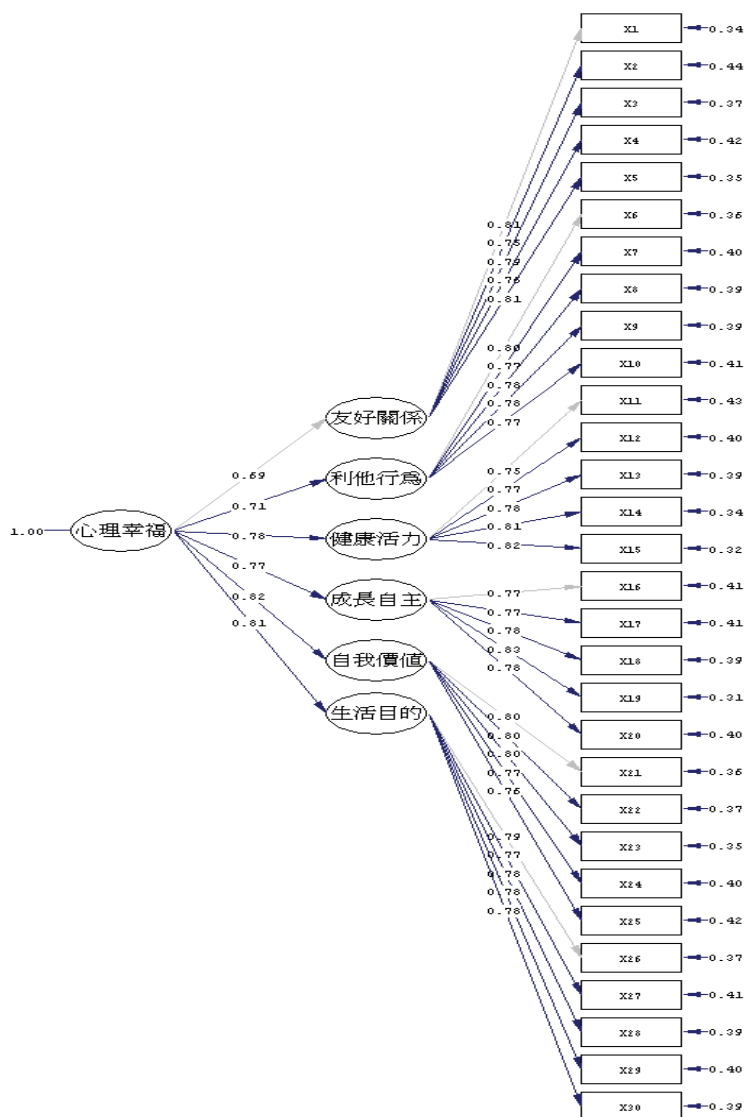 X1 0.34
X2 0.44
X3 0.37
X4 0.42
X5 0.35
X6 0.36
X7 0.40
X8 0.39
X9 0.39
X10 0.41
X11 0.43
X12 0.40
X13 0.39
X14 0.34
X15 0.32
X16 0.41
X17 0.41
X18 0.39
X19 0.31
X20 0.40
X21 0.36
X22 0.37
X23 0.35
X24 0.40
X25 0.42
X26 0.37
X27 0.41
X28 0.39
X29 0.40
X30 0.39
0.81
0.75
0.79
0.76
0.81
0.80
0.77
0.78
0.78
0.77
0.75
0.77
0.78
0.81
0.82
0.77
0.77
0.78
0.83
0.78
0.80
0.80
0.80
0.77
0.76
0.79
0.77
0.78
0.78
0.78
友好關係
利他行為
健康活力
成長自主
自我價值
生活目的
0.69
0.71
0.78
0.77
0.82
0.81
1.00
心理幸福